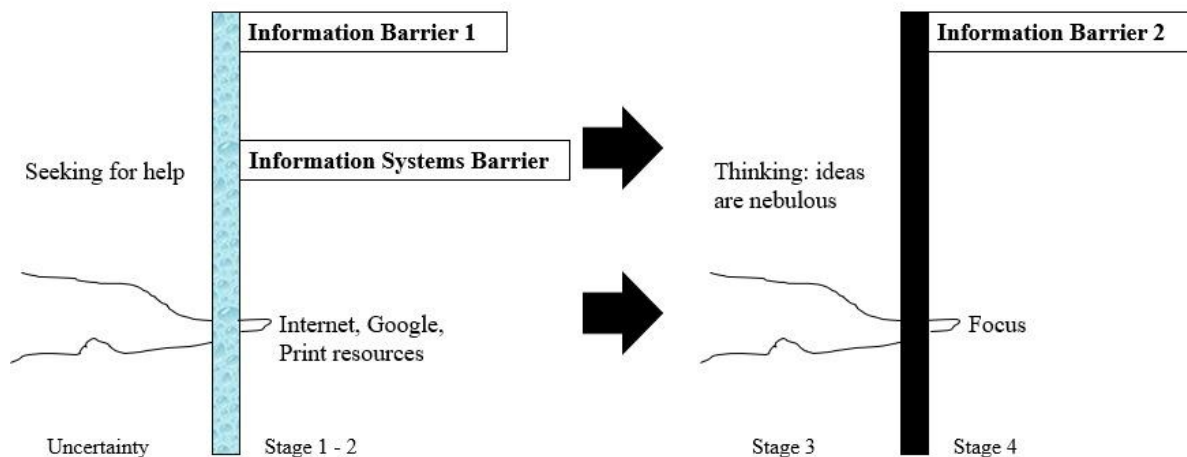 Information Barrier 1
Information Barrier 2
Information Systems Barrier
Seeking for help
Thinking: ideas
are nebulous
Internet, Google,
Print resources
Focus
Uncertainty
Stage 1 - 2
Stage 3
Stage 4